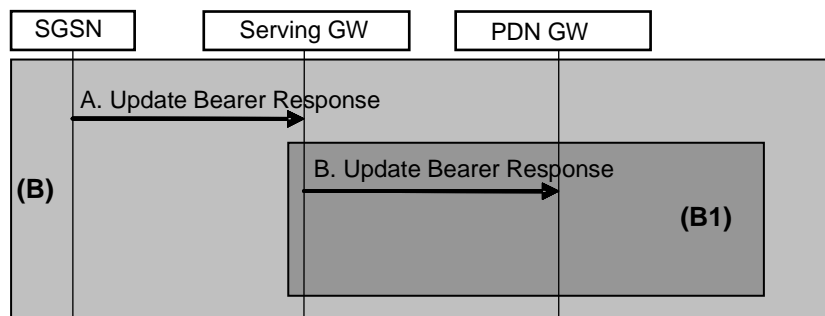 SGSN
Serving GW
PDN GW
A. Update Bearer Response
B. Update Bearer Response
(B)
(B1)